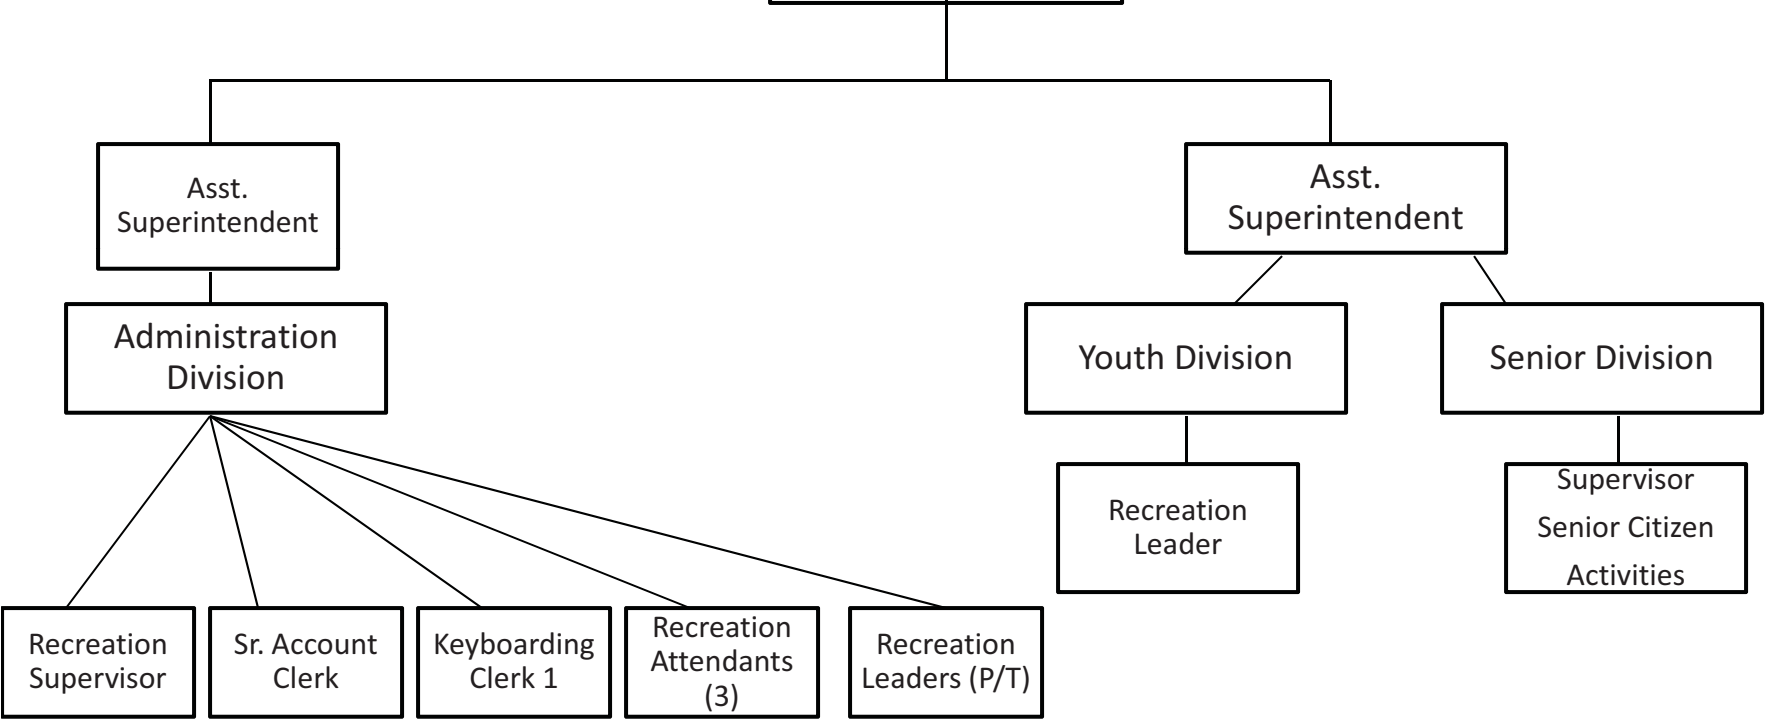 Asst.
Superintendent
Asst.
Superintendent
Administration
Division
Youth Division
Senior Division
Recreation
Leader
Supervisor
Senior Citizen
Activities
Recreation
Supervisor
Sr. Account
Clerk
Keyboarding
Clerk 1
Recreation
Attendants
(3)
Recreation
Leaders (P/T)